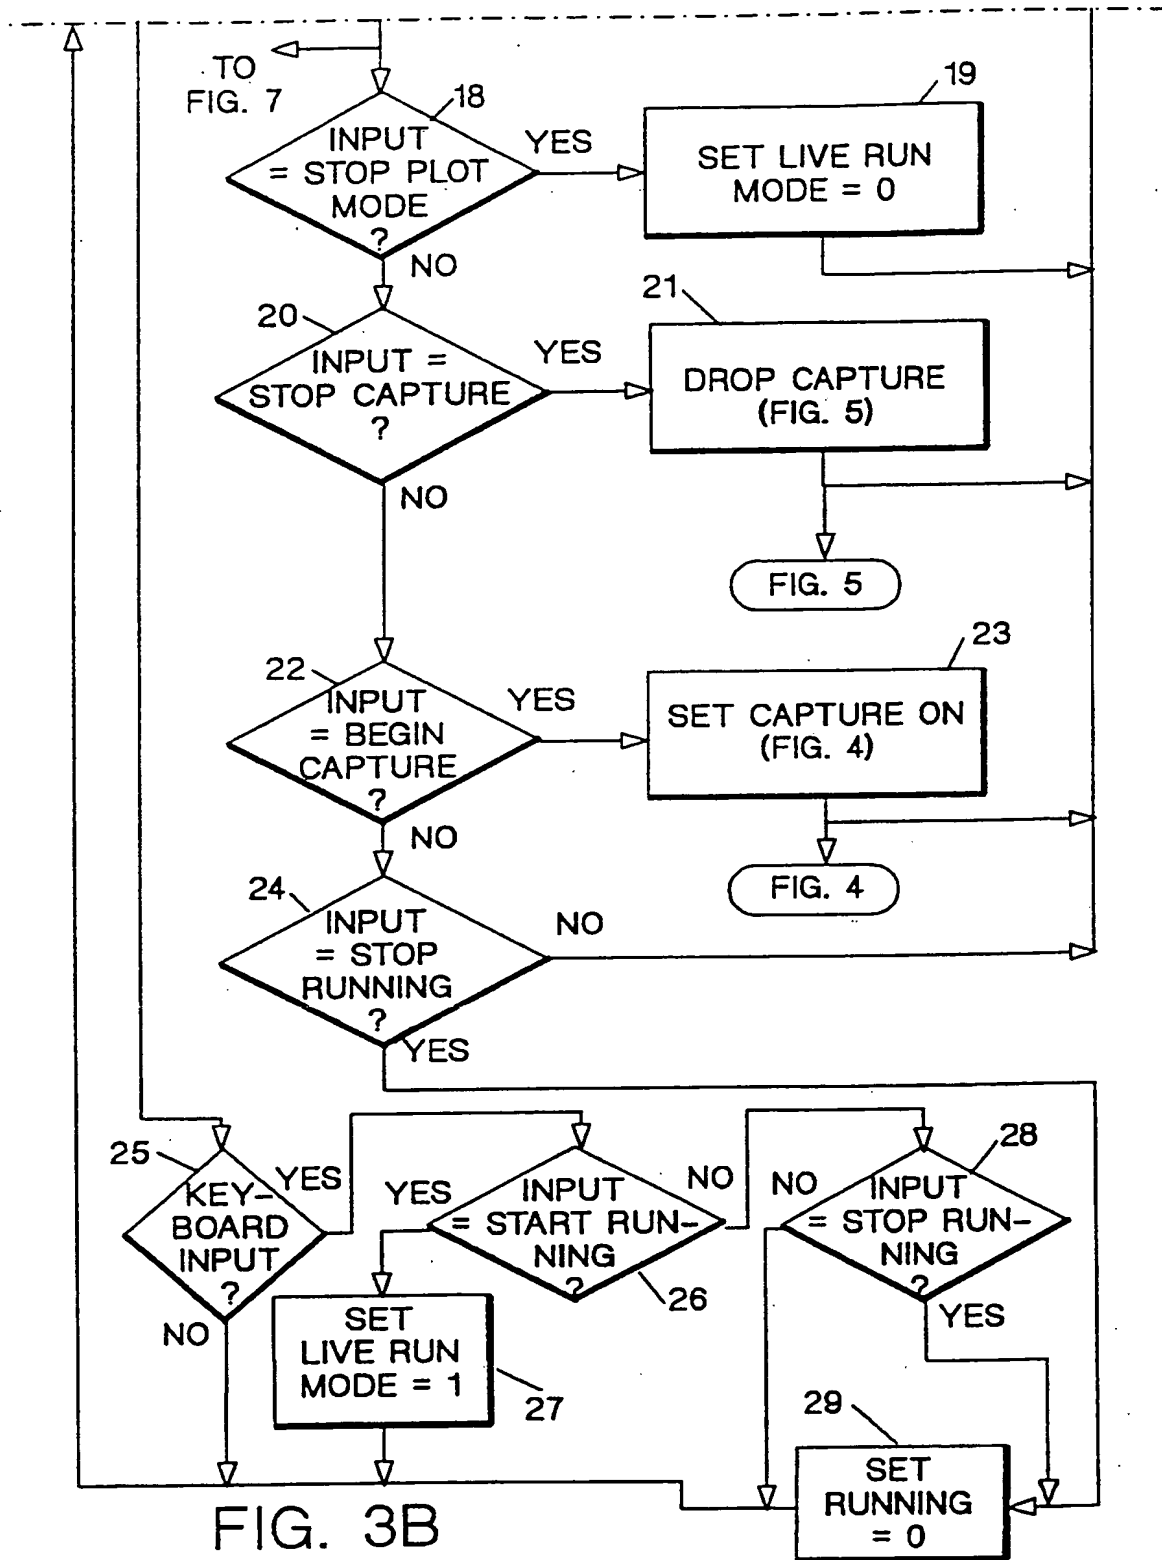 TO
FIG. 7
18
INPUT
= STOP PLOT
MODE
?
YES
NO
19
SET LIVE RUN
MODE = 0
20
INPUT =
STOP CAPTURE
?
YES
NO
21
DROP CAPTURE
(FIG. 5)
FIG. 5
22
INPUT
= BEGIN
CAPTURE
?
YES
NO
23
SET CAPTURE ON
(FIG. 4)
FIG. 4
24
INPUT
= STOP
RUNNING
?
NO
YES
25
KEY-
BOARD
INPUT
?
YES
NO
YES
INPUT
= START RUN-
NING
?
NO
26
SET
LIVE RUN
MODE = 1
27
NO
INPUT
= STOP RUN-
NING
?
28
YES
29
SET
RUNNING
= 0
FIG. 3B